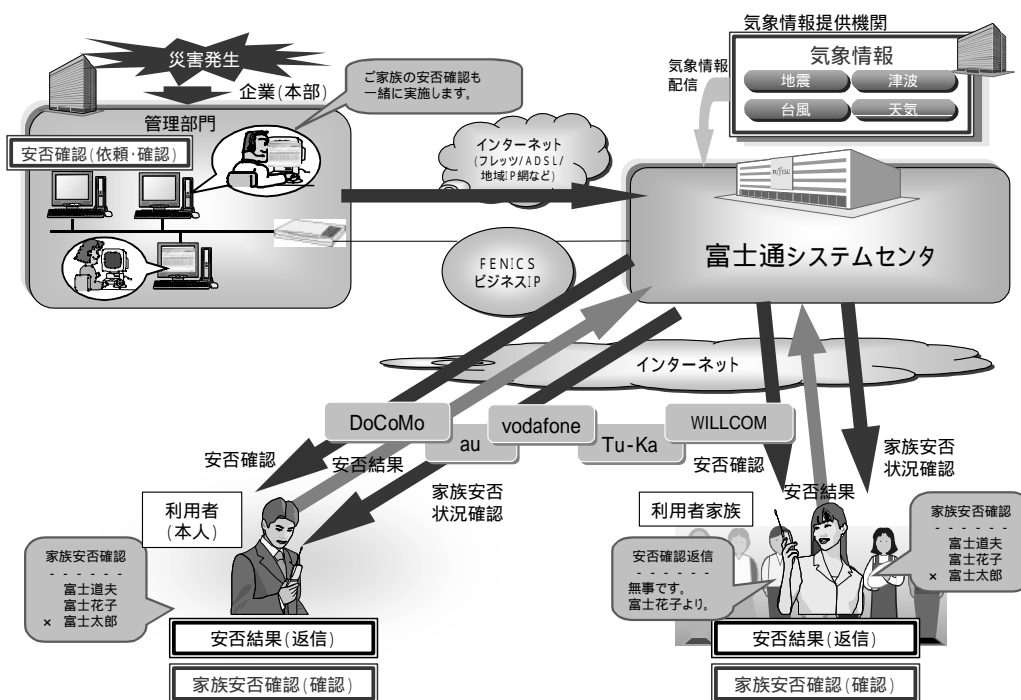 災害発生
企業(本部)
ご家族の安否確認も
一緒に実施します。
管理部門
安否確認(依頼・確認)
気象情報提供機関
気象情報
地震
津波
台風
天気
気象情報
配信
インターネット
(フレッツ/ADSL/
地域IP網など)
FUJITSU
富士通システムセンタ
FENICS
ビジネスIP
インターネット
DoCoMo
au
vodafone
Tu-Ka
WILLCOM
安否確認
安否結果
家族安否
状況確認
安否確認
安否結果
家族安否
状況確認
利用者
(本人)
家族安否確認
- - - - - -
富士道夫
富士花子
× 富士太郎
安否結果(返信)
家族安否確認(確認)
利用者家族
安否確認返信
- - - - - -
無事です。
富士花子より。
家族安否確認
- - - - - -
富士道夫
富士花子
× 富士太郎
安否結果(返信)
家族安否確認(確認)